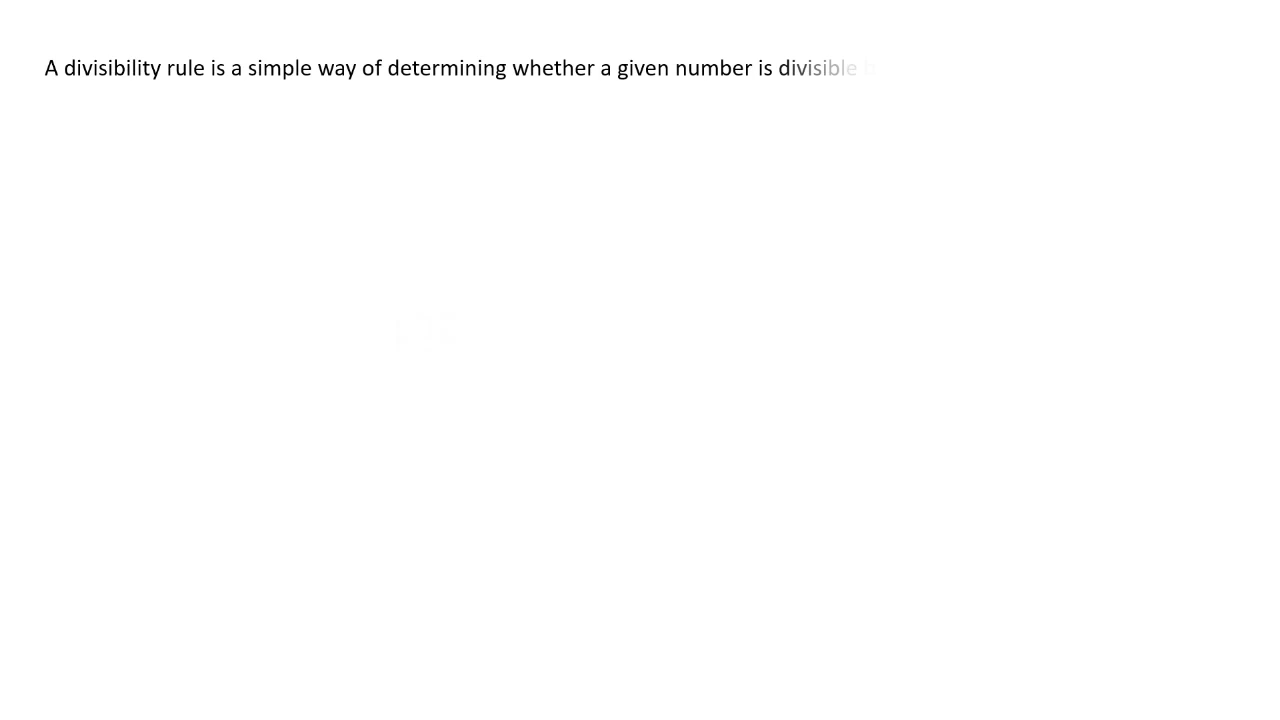 A divisibility rule is a simple way of determining whether a given number is divisible